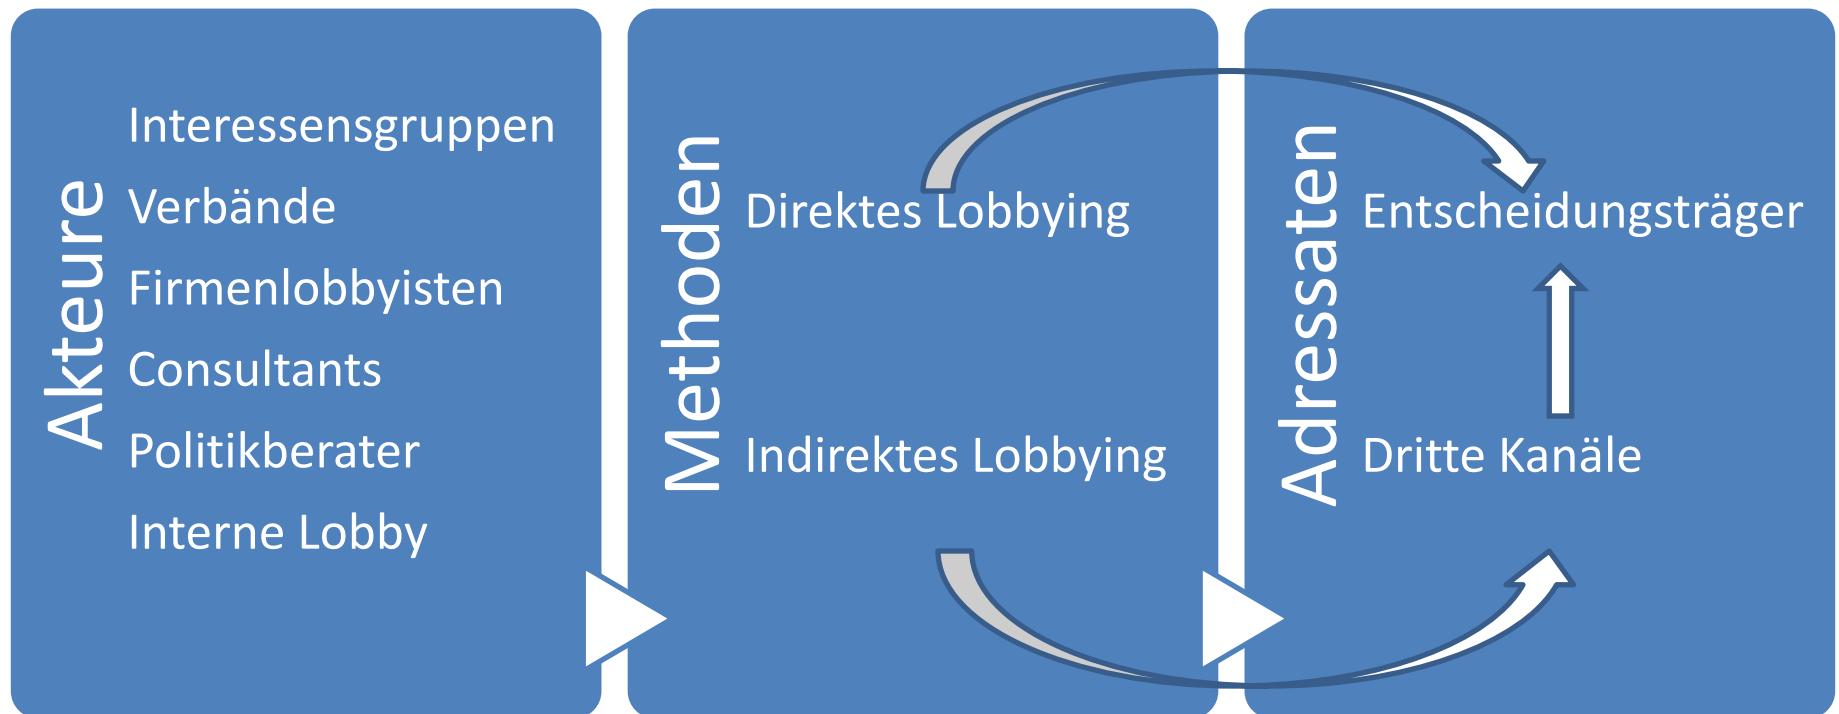 Akteure
Interessensgruppen
Verbände
Firmenlobbyisten
Consultants
Politikberater
Interne Lobby
Methoden
Direktes Lobbying
Indirektes Lobbying
Adressaten
Entscheidungsträger
Dritte Kanäle